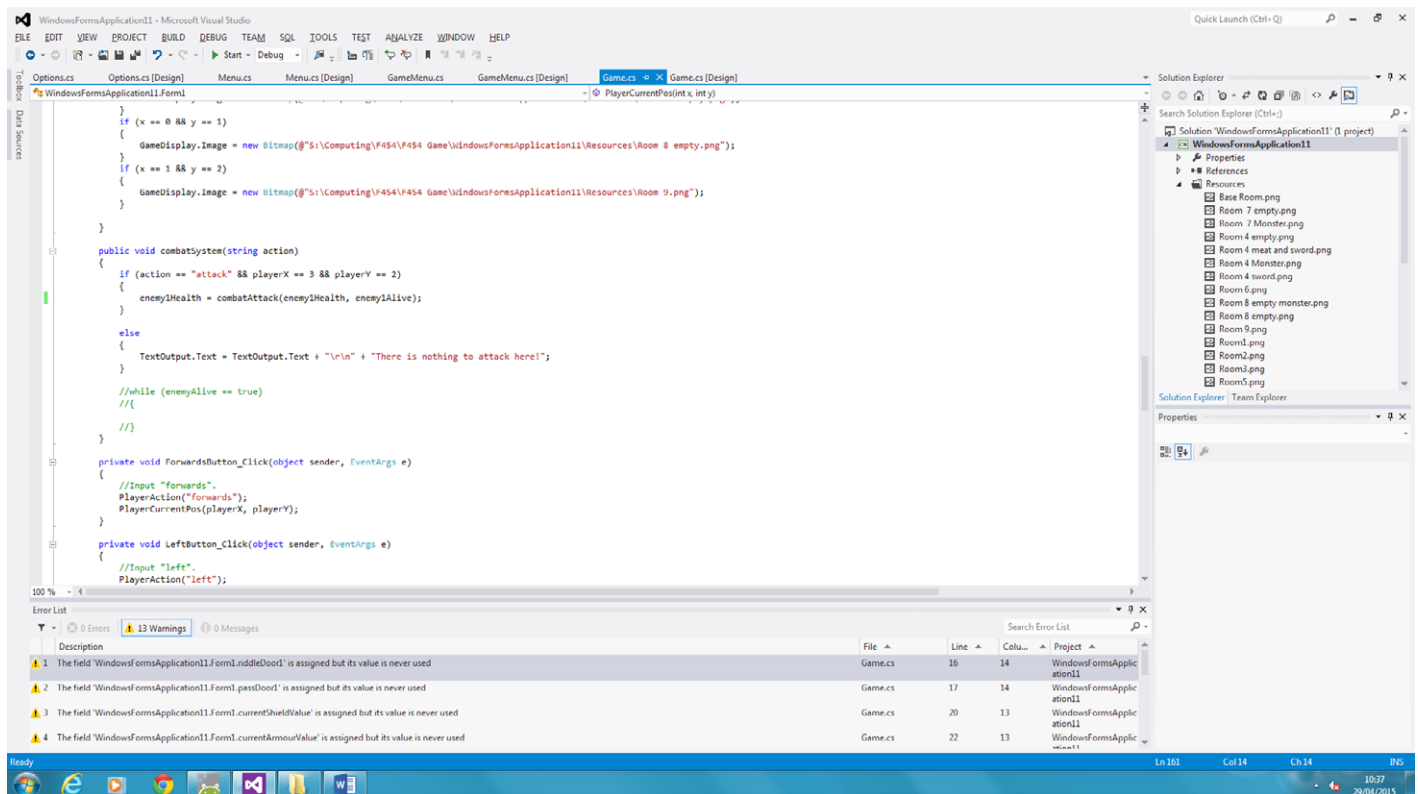 WindowsFormsApplication11 - Microsoft Visual Studio
Quick Launch (Ctrl+Q)
FILE EDIT VIEW PROJECT BUILD DEBUG TEAM SQL TOOLS TEST ANALYZE WINDOW HELP
Start - Debug
Toolbox
Data Sources
Options.cs Options.cs [Design] Menu.cs Menu.cs [Design] GameMenu.cs GameMenu.cs [Design] Game.cs Game.cs [Design]
WindowsFormsApplication11.Form1 PlayerCurrentPos(int x, int y)
}
if (x == 0 && y == 1)
{
GameDisplay.Image = new Bitmap(@"S:\Computing\F454\F454 Game\WindowsFormsApplication11\Resources\Room 8 empty.png");
}
if (x == 1 && y == 2)
{
GameDisplay.Image = new Bitmap(@"S:\Computing\F454\F454 Game\WindowsFormsApplication11\Resources\Room 9.png");
}
}
public void combatSystem(string action)
{
if (action == "attack" && playerX == 3 && playerY == 2)
{
enemy1Health = combatAttack(enemy1Health, enemy1Alive);
}
else
{
TextOutput.Text = TextOutput.Text + "\r\n" + "There is nothing to attack here!";
}
//while (enemyAlive == true)
//{
//}
}
private void ForwardsButton_Click(object sender, EventArgs e)
{
//Input "forwards".
PlayerAction("forwards");
PlayerCurrentPos(playerX, playerY);
}
private void LeftButton_Click(object sender, EventArgs e)
{
//Input "left".
PlayerAction("left");
100 %
Solution Explorer
Search Solution Explorer (Ctrl+;)
Solution 'WindowsFormsApplication11' (1 project)
WindowsFormsApplication11
Properties
References
Resources
Base Room.png
Room 7 empty.png
Room 7 Monster.png
Room 4 empty.png
Room 4 meat and sword.png
Room 4 Monster.png
Room 4 sword.png
Room 6.png
Room 8 empty monster.png
Room 8 empty.png
Room 9.png
Room1.png
Room2.png
Room3.png
Room5.png
Solution Explorer Team Explorer
Properties
Error List
0 Errors 13 Warnings 0 Messages Search Error List
Description File Line Colu... Project
1 The field 'WindowsFormsApplication11.Form1.riddleDoor1' is assigned but its value is never used Game.cs 16 14 WindowsFormsApplic
ation11
2 The field 'WindowsFormsApplication11.Form1.passDoor1' is assigned but its value is never used Game.cs 17 14 WindowsFormsApplic
ation11
3 The field 'WindowsFormsApplication11.Form1.currentShieldValue' is assigned but its value is never used Game.cs 20 13 WindowsFormsApplic
ation11
4 The field 'WindowsFormsApplication11.Form1.currentArmourValue' is assigned but its value is never used Game.cs 22 13 WindowsFormsApplic
Ready Ln 161 Col 14 Ch 14 INS
10:37
29/04/2015